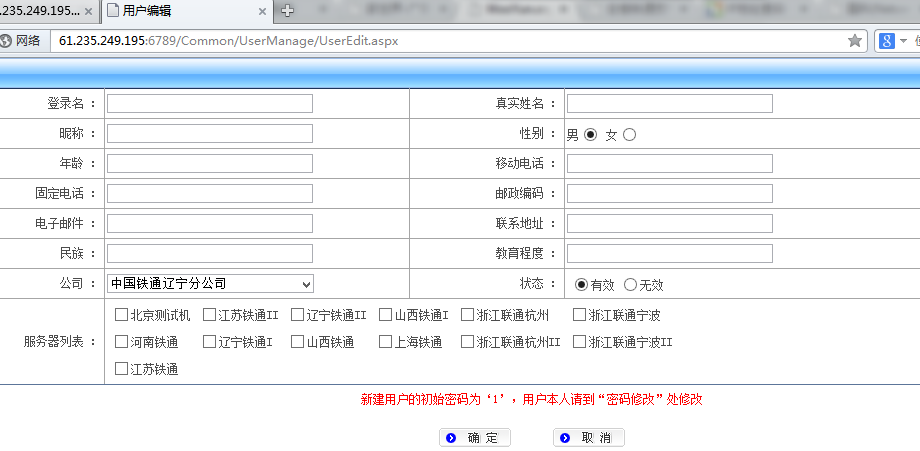 .235.249.195... × 用户编辑 ×
网络 61.235.249.195:6789/Common/UserManage/UserEdit.aspx 8
登录名 : 真实姓名 :
昵称 : 性别 : 男 女
年龄 : 移动电话 :
固定电话 : 邮政编码 :
电子邮件 : 联系地址 :
民族 : 教育程度 :
公司 : 中国铁通辽宁分公司 状态 : 有效 无效
北京测试机 江苏铁通II 辽宁铁通II 山西铁通I 浙江联通杭州 浙江联通宁波
服务器列表 : 河南铁通 辽宁铁通I 山西铁通 上海铁通 浙江联通杭州II 浙江联通宁波II
江苏铁通
新建用户的初始密码为‘1’，用户本人请到“密码修改”处修改
确 定 取 消